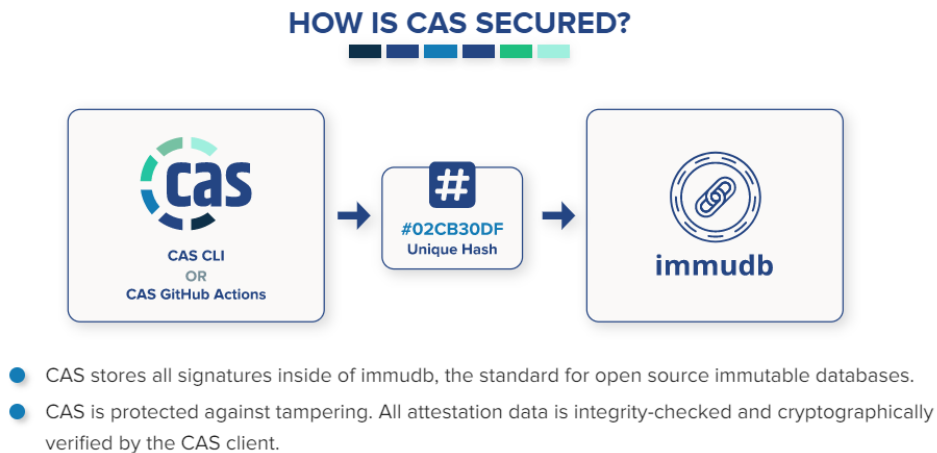 HOW IS CAS SECURED?
cas
CAS CLI
OR
CAS GitHub Actions
#
#02CB30DF
Unique Hash
immudb
CAS stores all signatures inside of immudb, the standard for open source immutable databases.
CAS is protected against tampering. All attestation data is integrity-checked and cryptographically
verified by the CAS client.